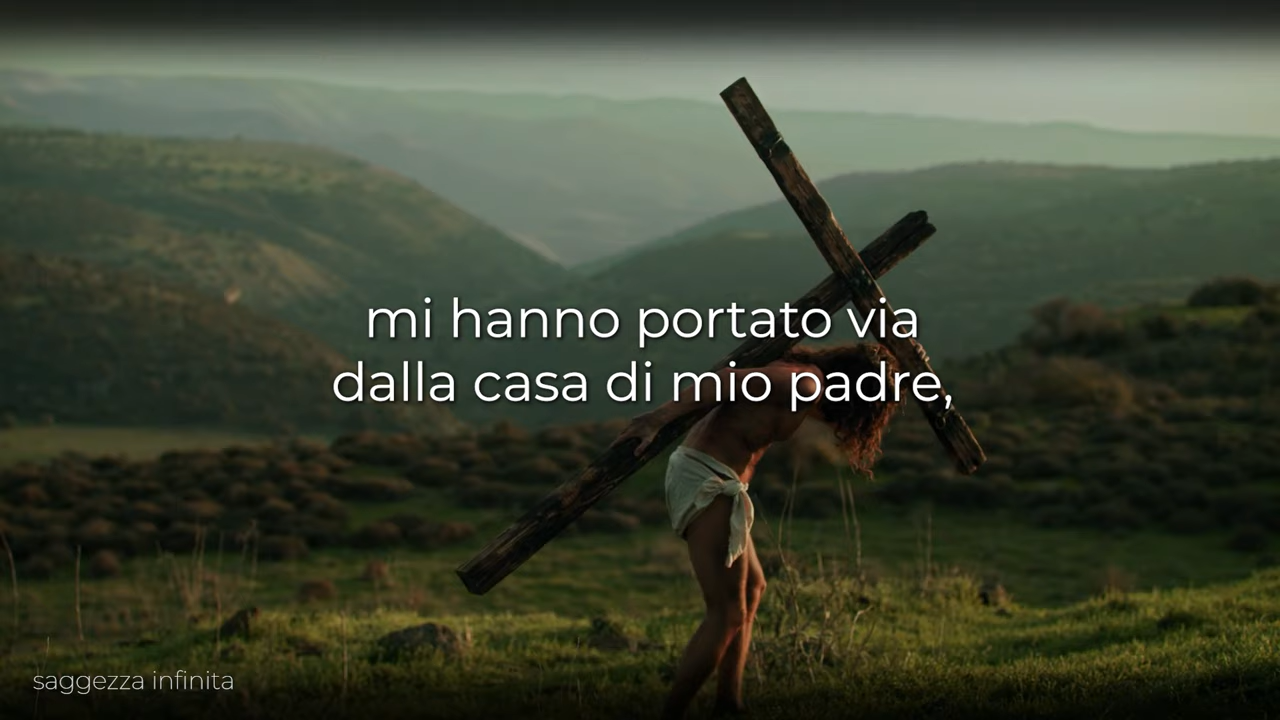 mi hanno portato via
dalla casa di mio padre,
saggezza infinita